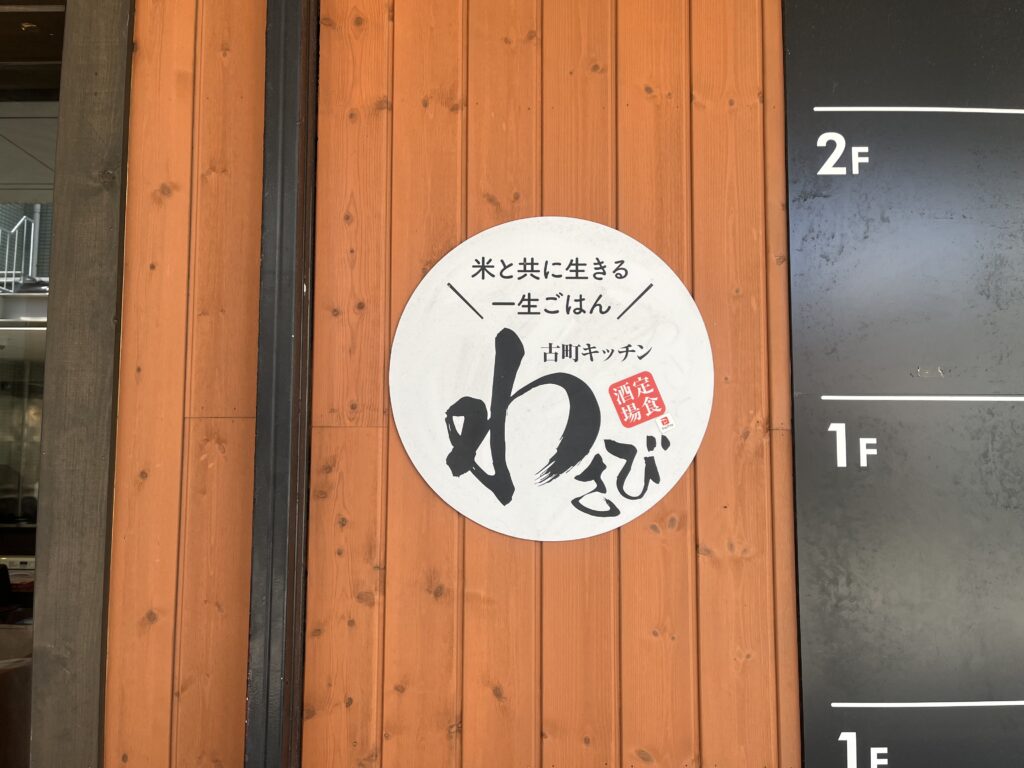 米と共に生きる
一生ごはん
古町キッチン
わさび
定食
酒場
2F
1F
1F